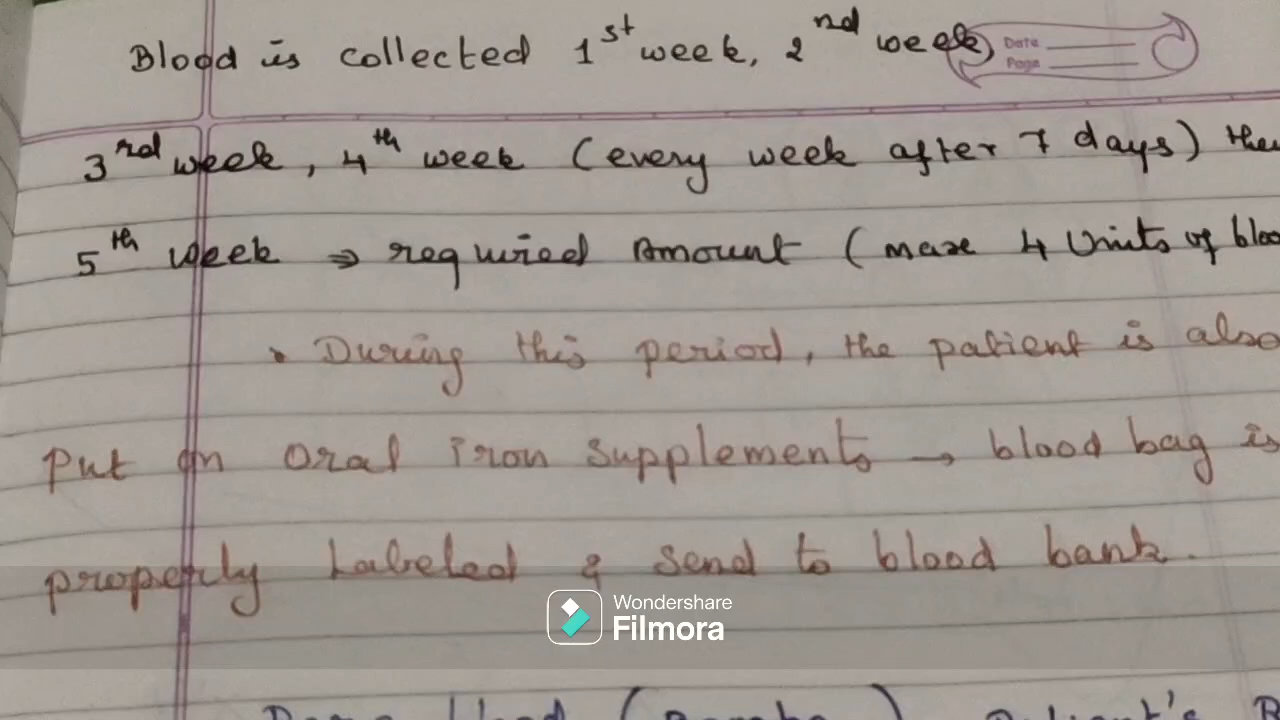 Blood is collected 1st week, 2nd week,
Date
Page
3rd week, 4th week (every week after 7 days)
5th week ⇒ required Amount (max 4 Units of
• During this period, the patient is also
put on oral iron supplements → blood bag is
properly Labeled & send to blood bank.
Wondershare
Filmora